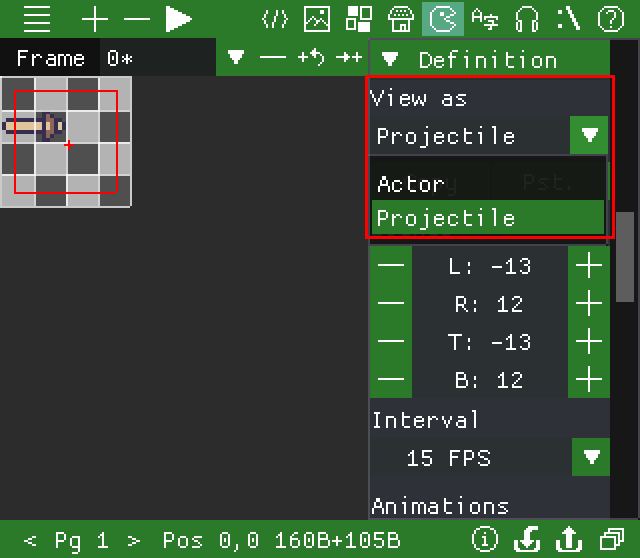 Frame 0*
Definition
View as
Projectile
Actor
Pst.
Projectile
L: -13
R: 12
T: -13
B: 12
Interval
15 FPS
Animations
< Pg 1 > Pos 0,0 160B+105B